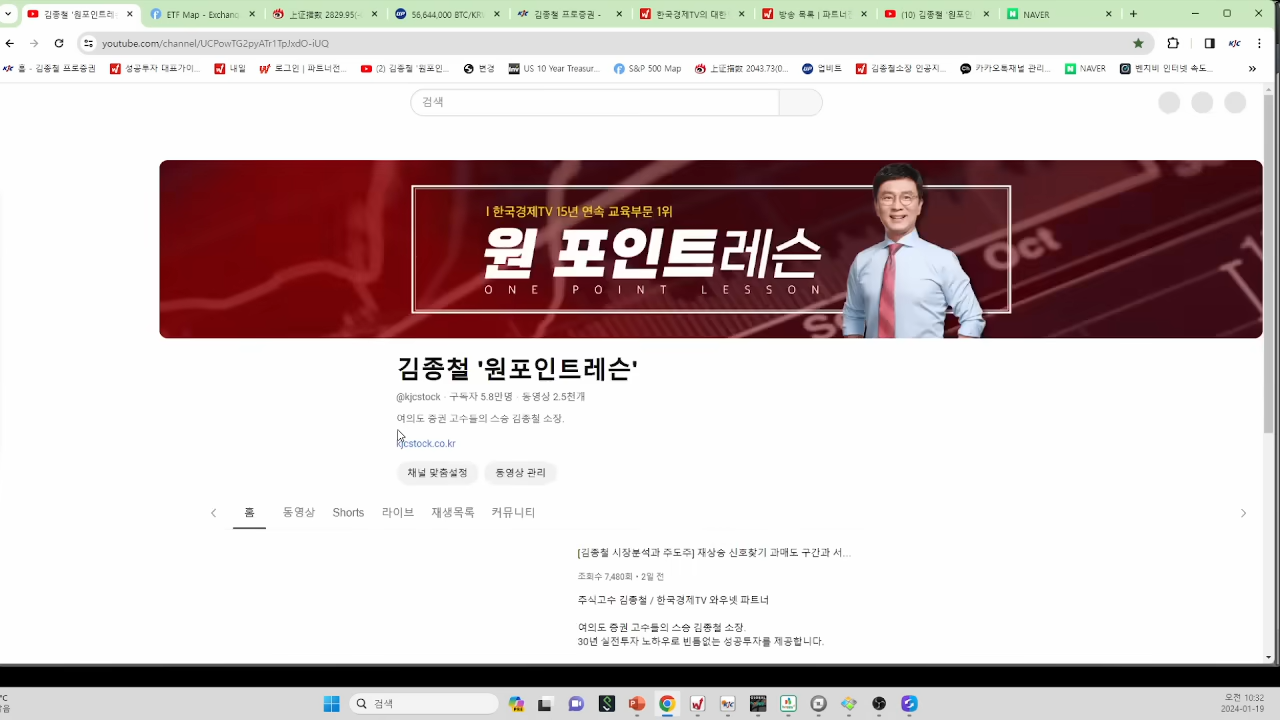 김종철 '원포인트레슨
ETF Map - Exchan
上证指数 2829.95(-
56,644,000 BTC/KR
김종철 프로증권 -
한국경제TV의 대한
방송 목록 | 파트너
(10) 김종철 '원포인
NAVER
youtube.com/channel/UCPowTG2pyATr1TpJxdO-iUQ
KJC
홈 - 김종철 프로증권
성공투자 대표가이...
내일
로그인 | 파트너전...
(2) 김종철 '원포인...
변경
US 10 Year Treasur...
S&P 500 Map
上证指数 2043.73(0...
업비트
김종철소장 인공지...
카카오톡채널 관리...
NAVER
벤치비 인터넷 속도...
검색
I 한국경제TV 15년 연속 교육부문 1위
원 포인트레슨
ONE POINT LESSON
Oct
김종철 '원포인트레슨'
@kjcstock · 구독자 5.8만명 · 동영상 2.5천개
여의도 증권 고수들의 스승 김종철 소장.
kjcstock.co.kr
채널 맞춤설정 동영상 관리
홈 동영상 Shorts 라이브 재생목록 커뮤니티
[김종철 시장분석과 주도주] 재상승 신호찾기 과매도 구간과 서...
조회수 7,480회 • 2일 전
주식고수 김종철 / 한국경제TV 와우넷 파트너
여의도 증권 고수들의 스승 김종철 소장.
30년 실전투자 노하우로 빈틈없는 성공투자를 제공합니다.
검색
오전 10:32
2024-01-19